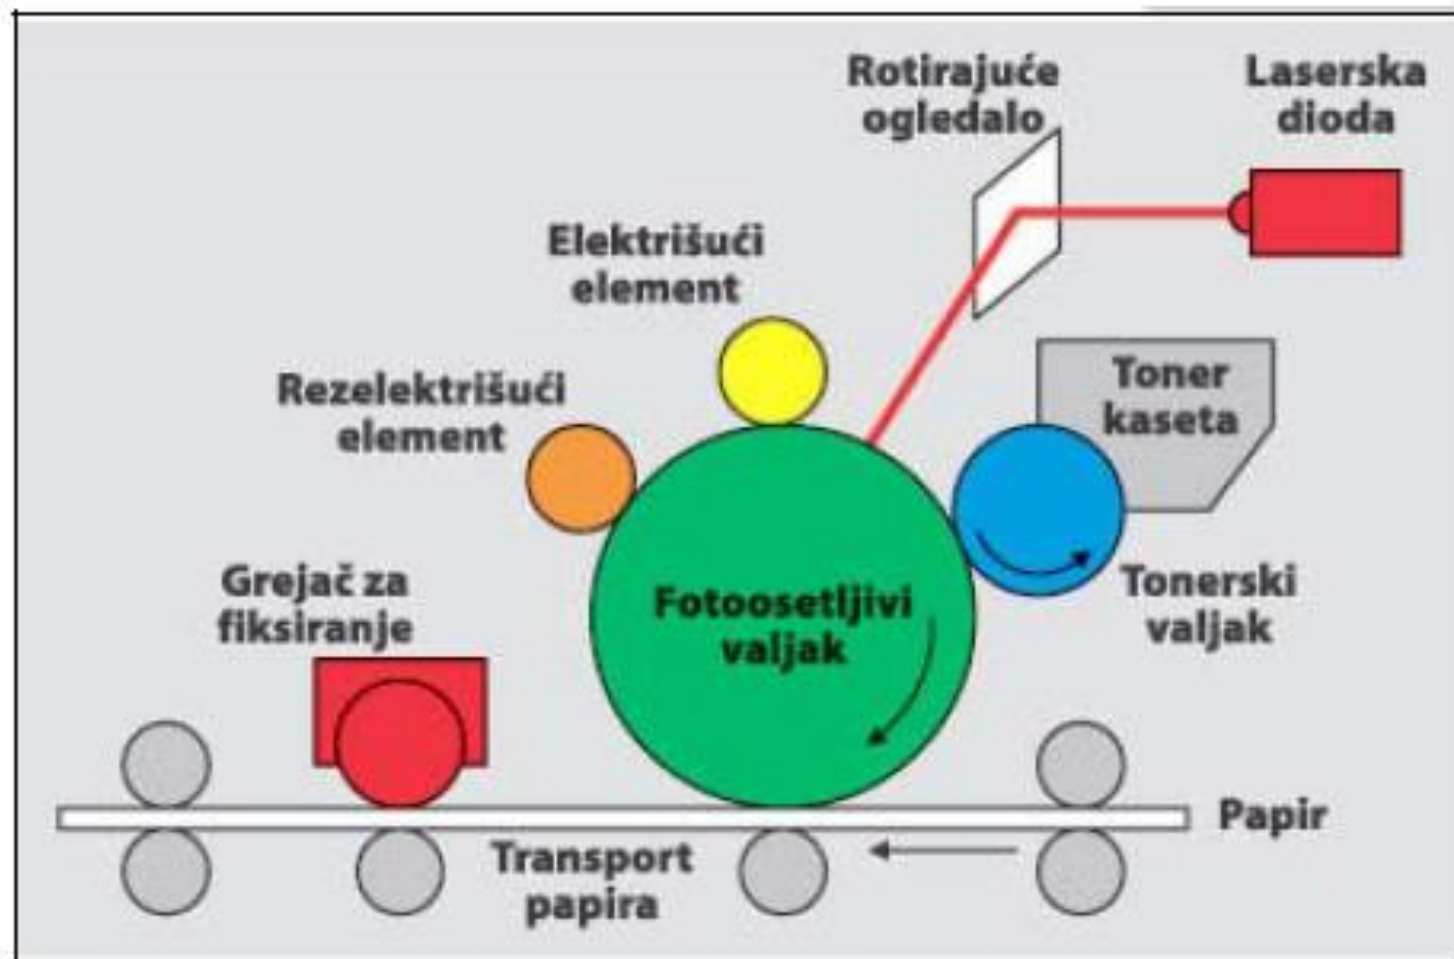 Rotirajuće
ogledalo
Laserska
dioda
Elektrišući
element
Rezelektrišući
element
Toner
kaseta
Grejač za
fiksiranje
Fotoosetljivi
valjak
Tonerski
valjak
Papir
Transport
papira